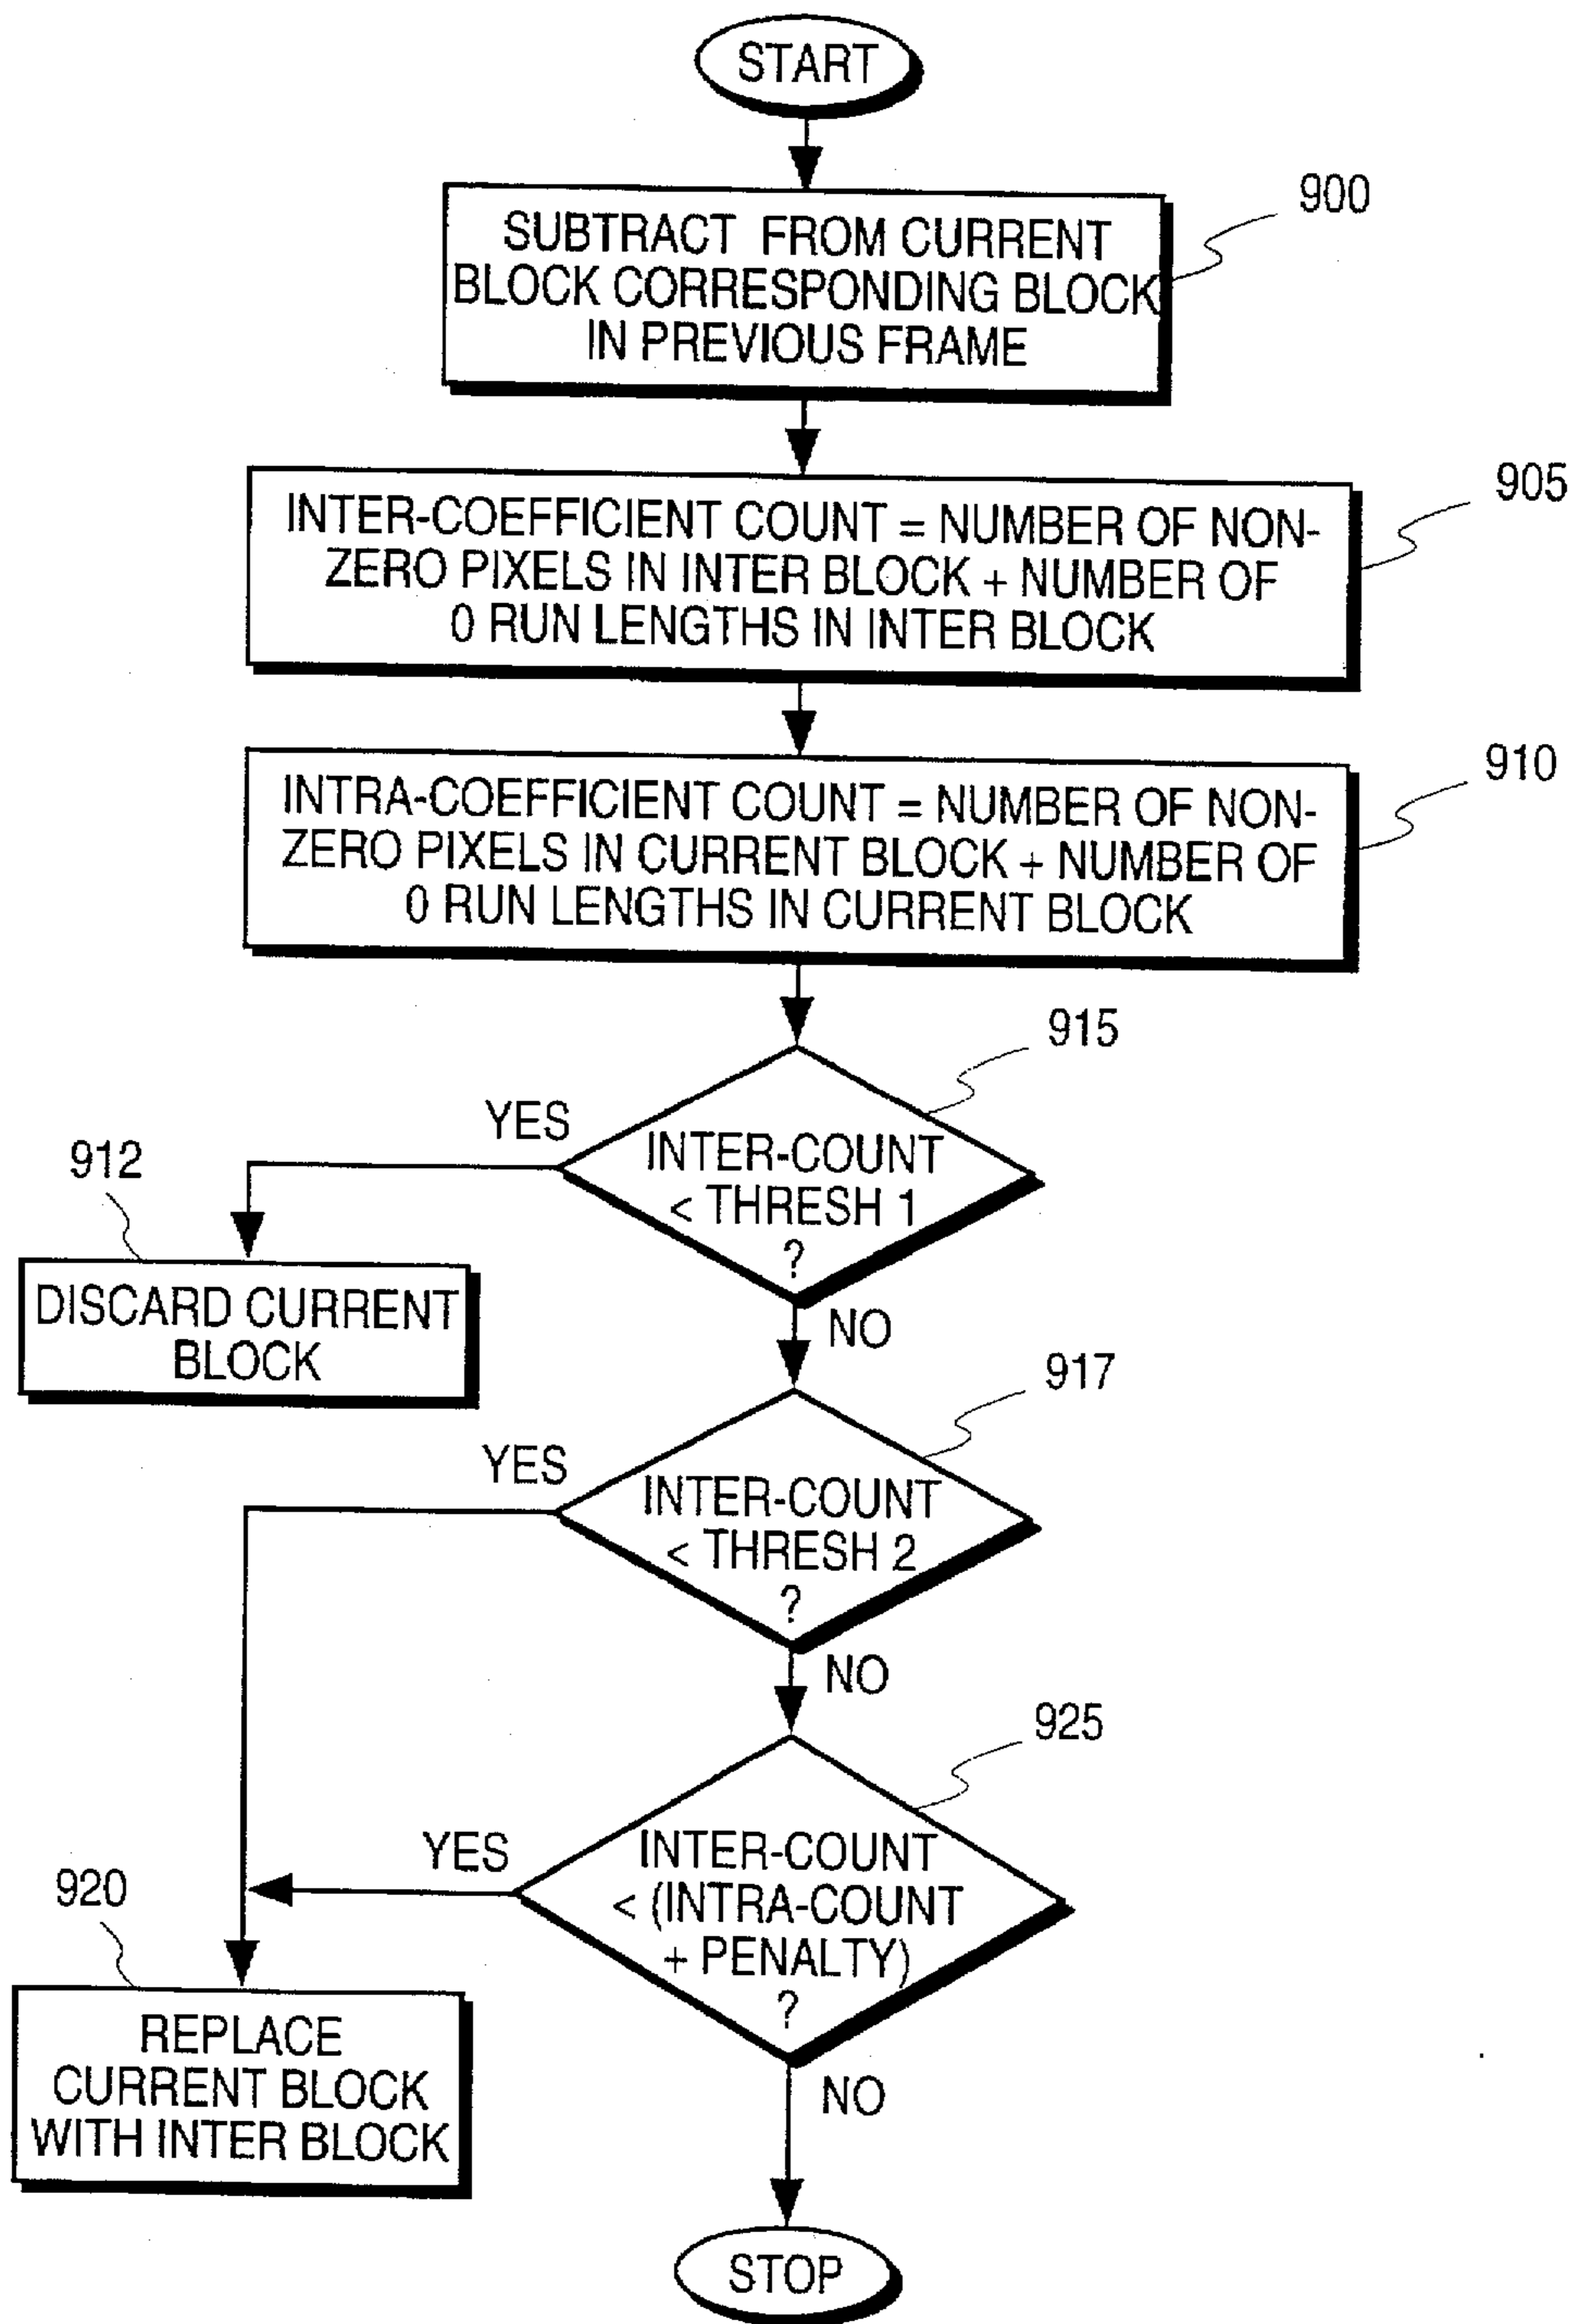 START
900
SUBTRACT FROM CURRENT
BLOCK CORRESPONDING BLOCK
IN PREVIOUS FRAME
905
INTER-COEFFICIENT COUNT = NUMBER OF NON-
ZERO PIXELS IN INTER BLOCK + NUMBER OF
0 RUN LENGTHS IN INTER BLOCK
910
INTRA-COEFFICIENT COUNT = NUMBER OF NON-
ZERO PIXELS IN CURRENT BLOCK + NUMBER OF
0 RUN LENGTHS IN CURRENT BLOCK
915
YES
INTER-COUNT
< THRESH 1
?
912
DISCARD CURRENT
BLOCK
NO
917
YES
INTER-COUNT
< THRESH 2
?
NO
925
YES
INTER-COUNT
< (INTRA-COUNT
+ PENALTY)
?
920
REPLACE
CURRENT BLOCK
WITH INTER BLOCK
NO
STOP